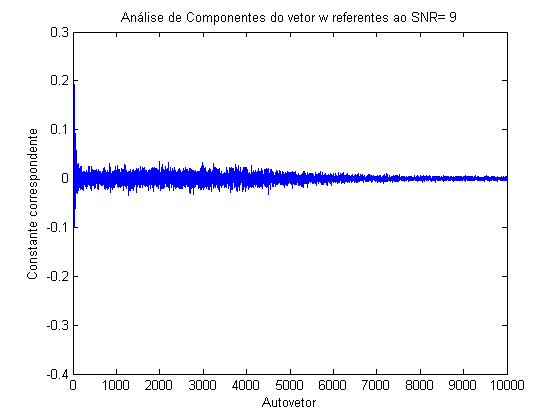 Análise de Componentes do vetor w referentes ao SNR= 9
0.3
0.2
0.1
0
-0.1
-0.2
-0.3
-0.4
Constante correspondente
0 1000 2000 3000 4000 5000 6000 7000 8000 9000 10000
Autovetor